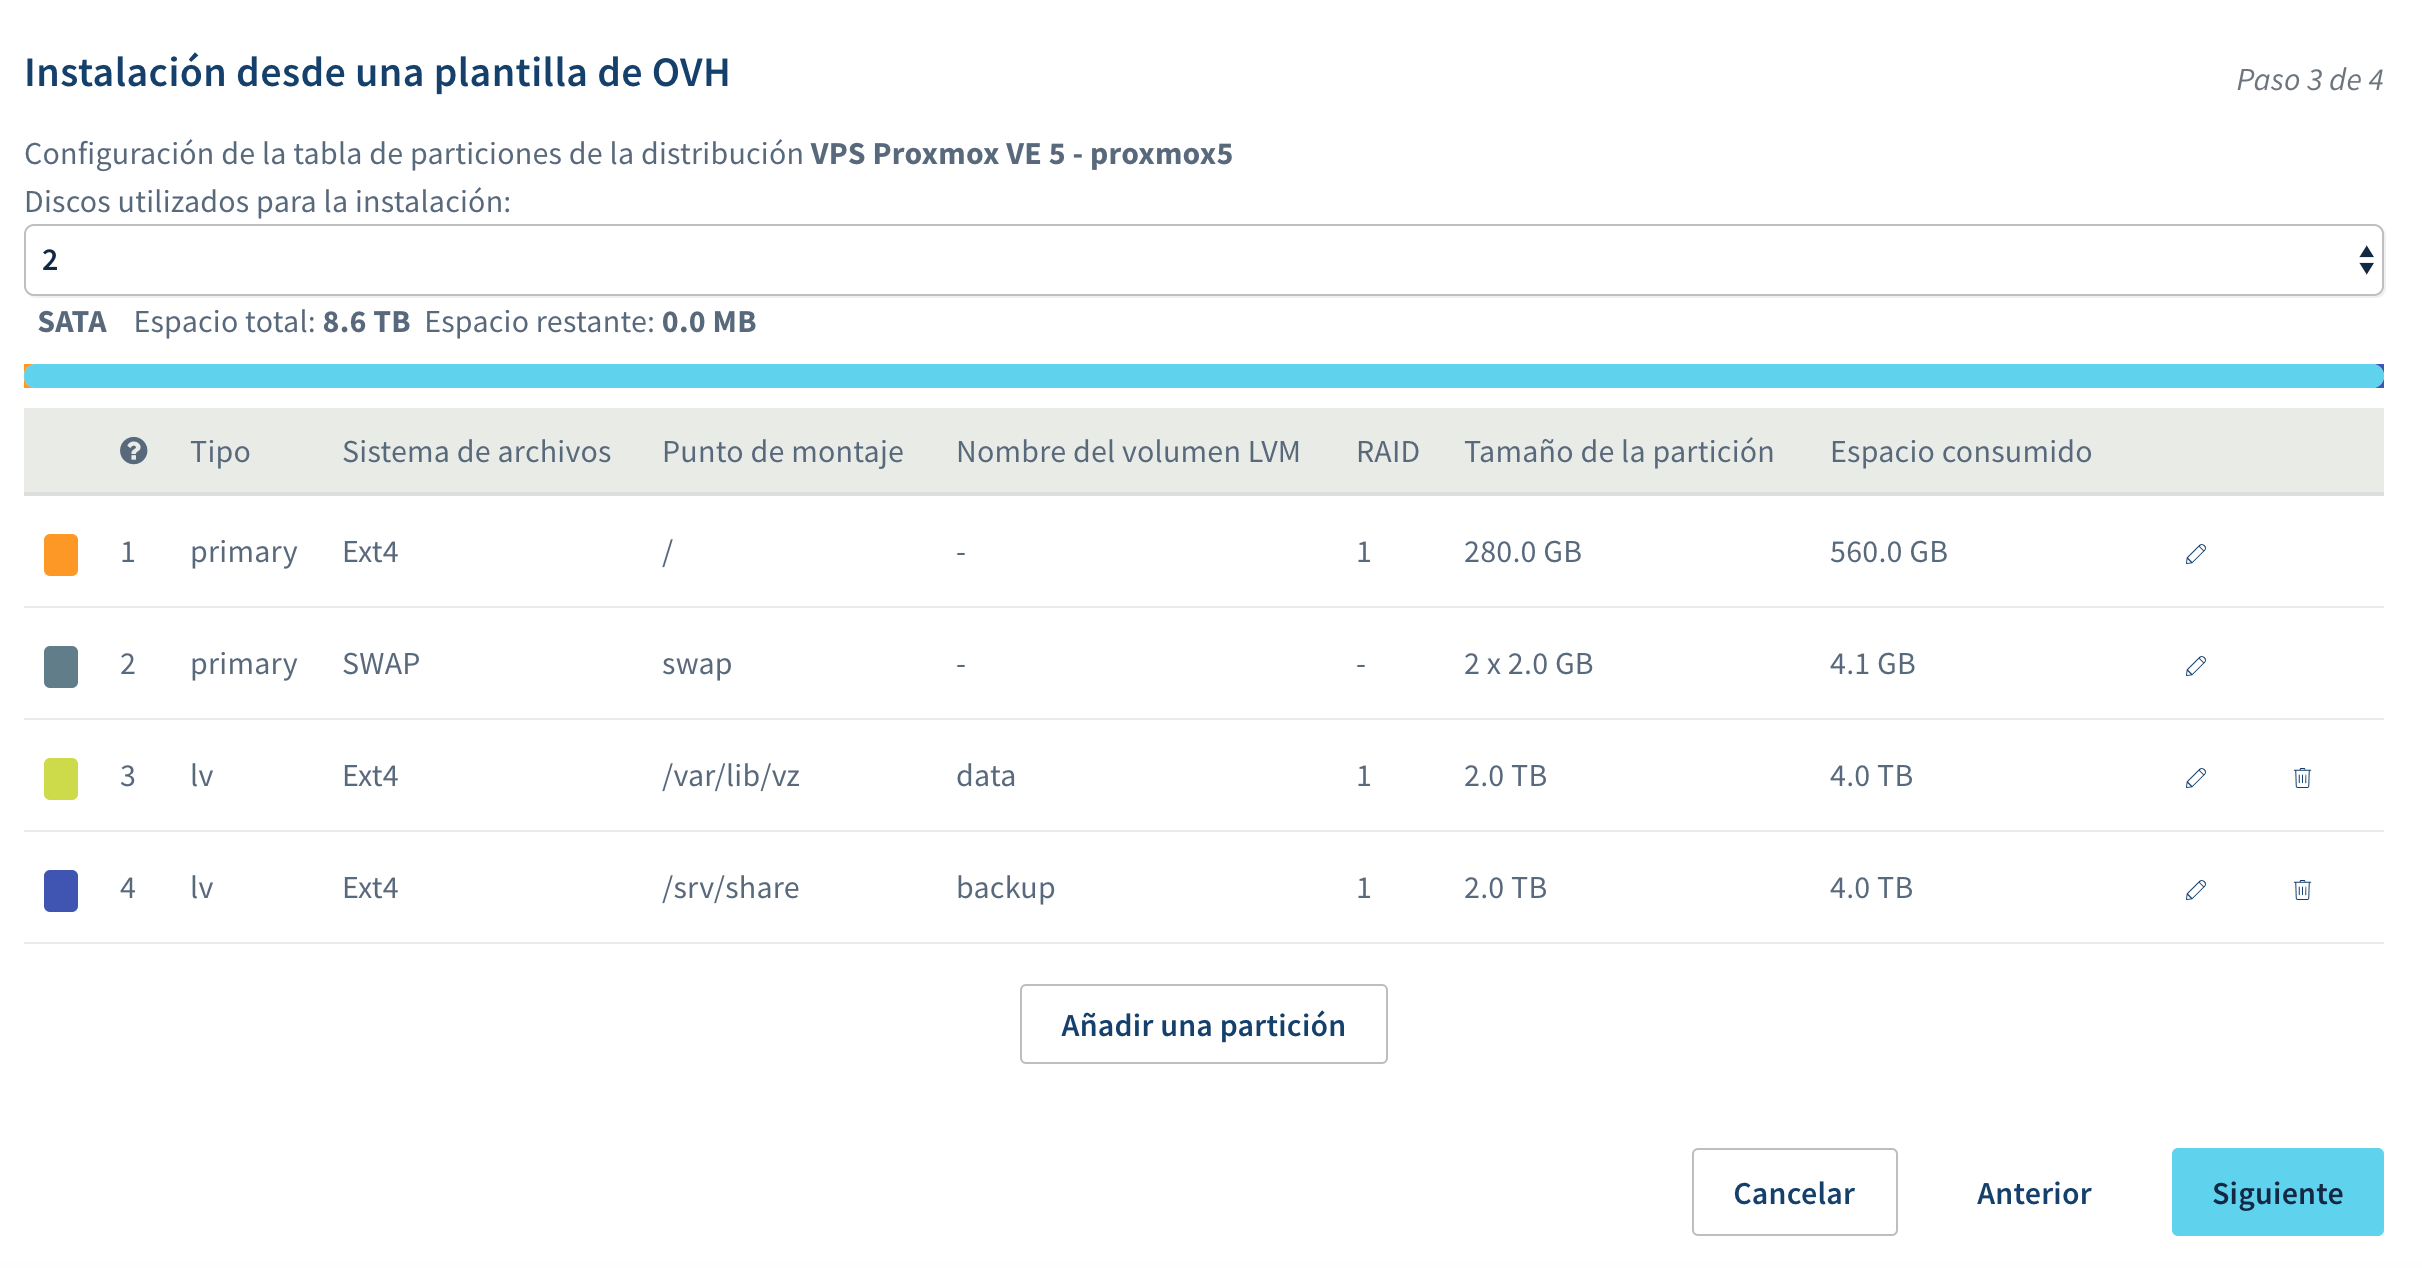 Instalación desde una plantilla de OVH
Paso 3 de 4
Configuración de la tabla de particiones de la distribución VPS Proxmox VE 5 - proxmox5
Discos utilizados para la instalación:
2
SATA Espacio total: 8.6 TB Espacio restante: 0.0 MB
? Tipo Sistema de archivos Punto de montaje Nombre del volumen LVM RAID Tamaño de la partición Espacio consumido
1 primary Ext4 / - 1 280.0 GB 560.0 GB
2 primary SWAP swap - - 2 x 2.0 GB 4.1 GB
3 lv Ext4 /var/lib/vz data 1 2.0 TB 4.0 TB
4 lv Ext4 /srv/share backup 1 2.0 TB 4.0 TB
Añadir una partición
Cancelar Anterior Siguiente